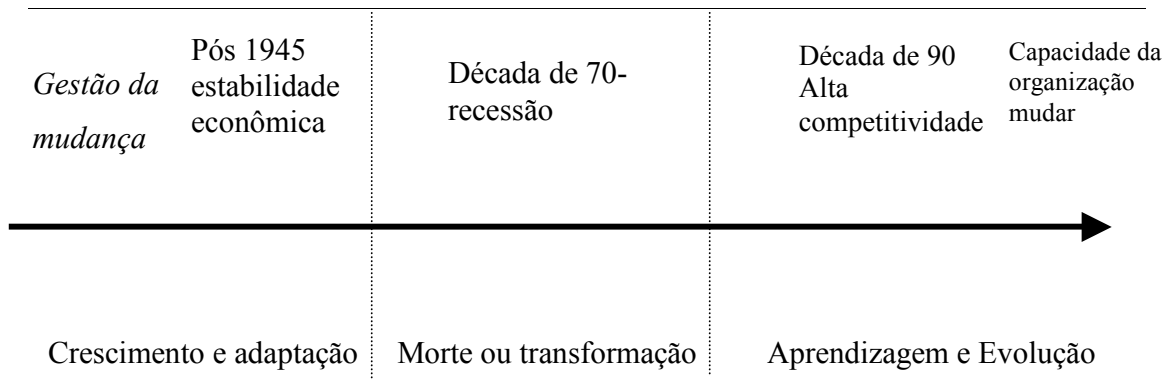 Gestão da
mudança
Pós 1945
estabilidade
econômica
Década de 70-
recessão
Década de 90
Alta
competitividade
Capacidade da
organização
mudar
Crescimento e adaptação
Morte ou transformação
Aprendizagem e Evolução